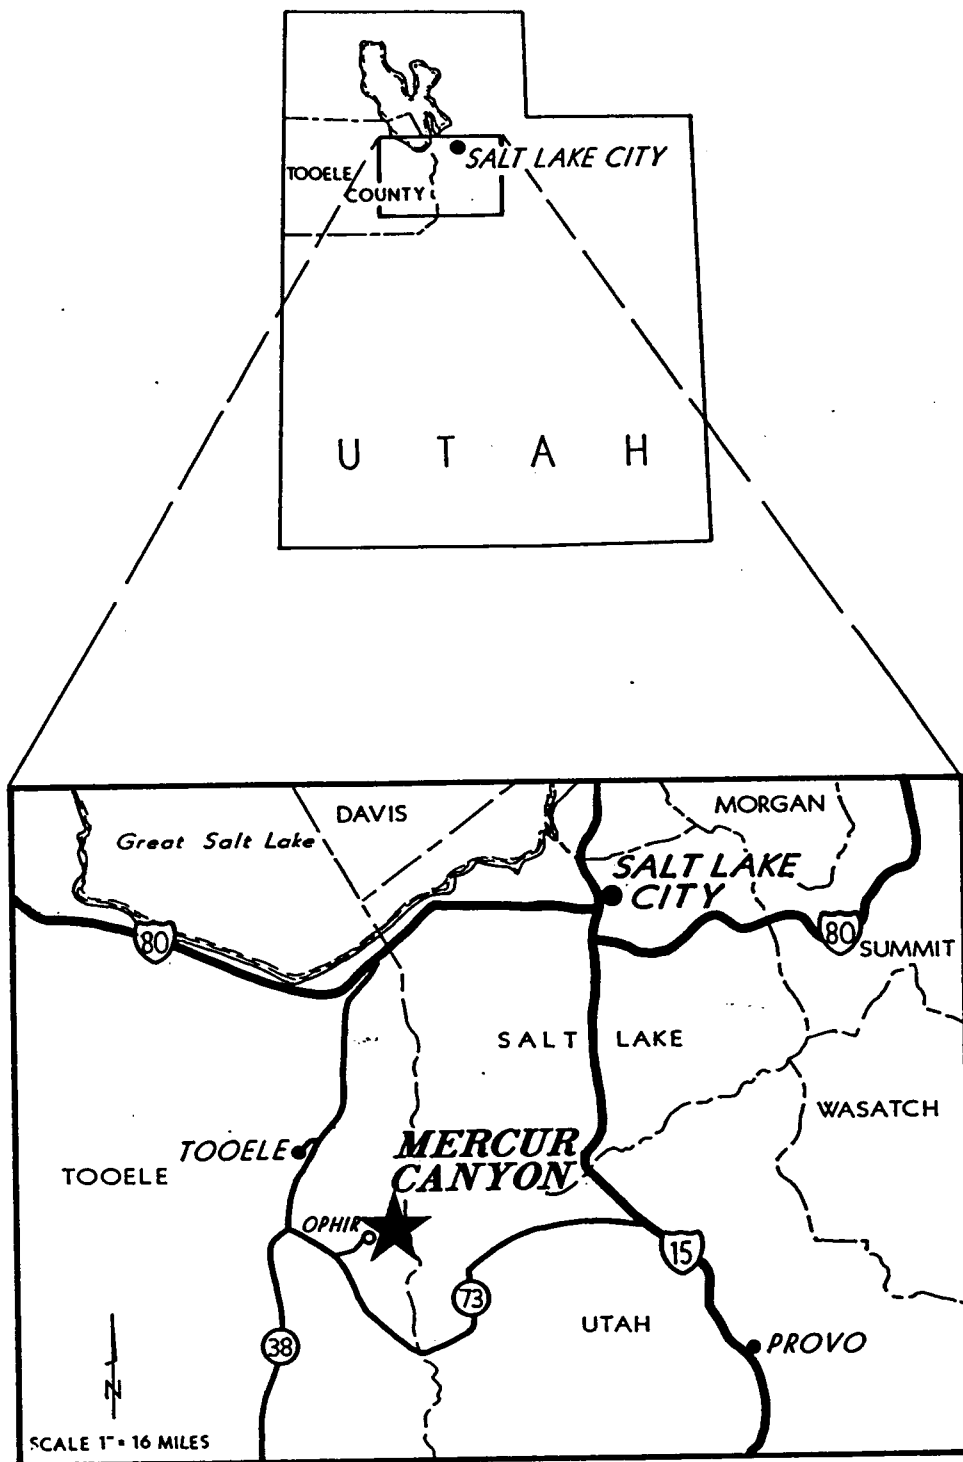 SALT LAKE CITY
TOOELE
COUNTY
U T A H
DAVIS
MORGAN
Great Salt Lake
SALT LAKE
CITY
80
80
SUMMIT
SALT LAKE
WASATCH
MERCUR
CANYON
TOOELE
TOOELE
OPHIR
15
73
UTAH
38
PROVO
N
SCALE 1" = 16 MILES